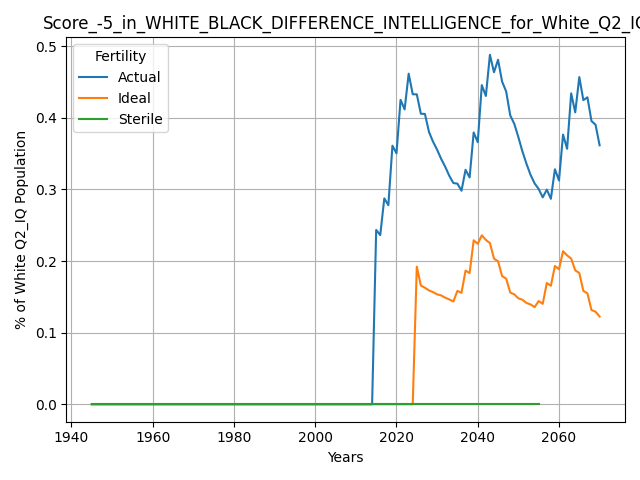 Score_-5_in_WHITE_BLACK_DIFFERENCE_INTELLIGENCE_for_White_Q2_IQ
Fertility
Actual
Ideal
Sterile
% of White Q2_IQ Population
0.5
0.4
0.3
0.2
0.1
0.0
1940 1960 1980 2000 2020 2040 2060
Years